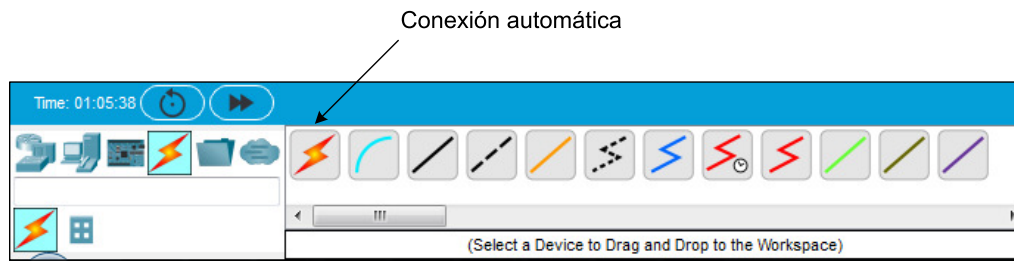 Conexión automática
Time: 01:05:38
(Select a Device to Drag and Drop to the Workspace)